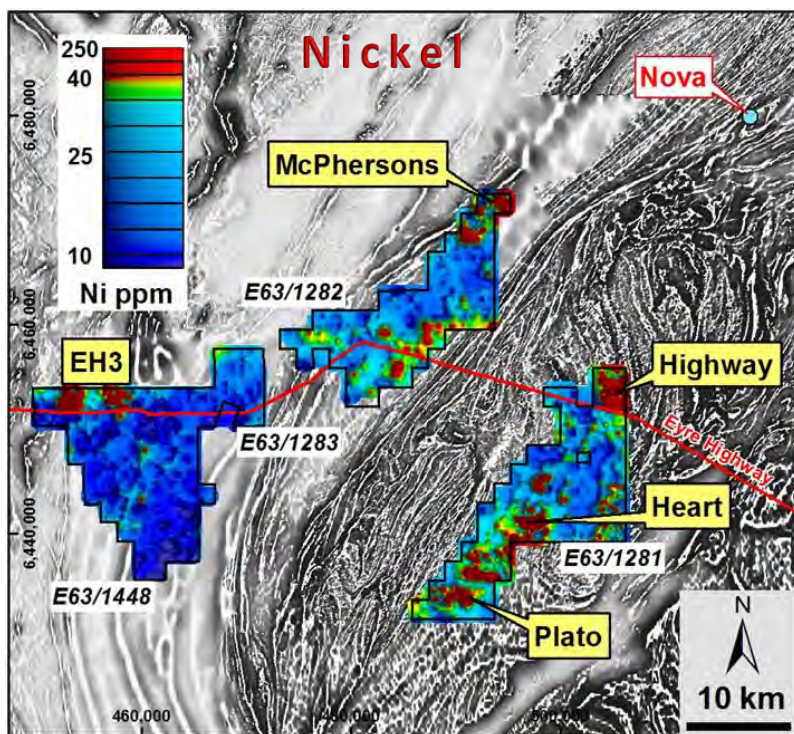 Nickel
250
40
25
10
Ni ppm
Nova
6,480,000
McPhersons
E63/1282
6,460,000
EH3
Highway
E63/1283
Eyre Highway
Heart
6,440,000
E63/1281
E63/1448
Plato
N
10 km
460,000
480,000
500,000